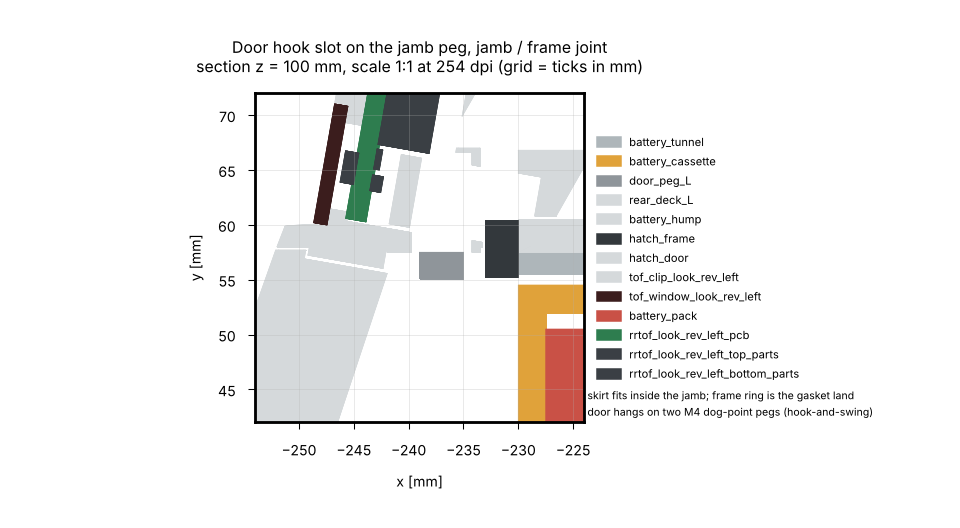 Door hook slot on the jamb peg, jamb / frame joint
section z = 100 mm, scale 1:1 at 254 dpi (grid = ticks in mm)
y [mm]
70
65
60
55
50
45
−250
−245
−240
−235
−230
−225
x [mm]
battery_tunnel
battery_cassette
door_peg_L
rear_deck_L
battery_hump
hatch_frame
hatch_door
tof_clip_look_rev_left
tof_window_look_rev_left
battery_pack
rrtof_look_rev_left_pcb
rrtof_look_rev_left_top_parts
rrtof_look_rev_left_bottom_parts
skirt fits inside the jamb; frame ring is the gasket land
door hangs on two M4 dog-point pegs (hook-and-swing)